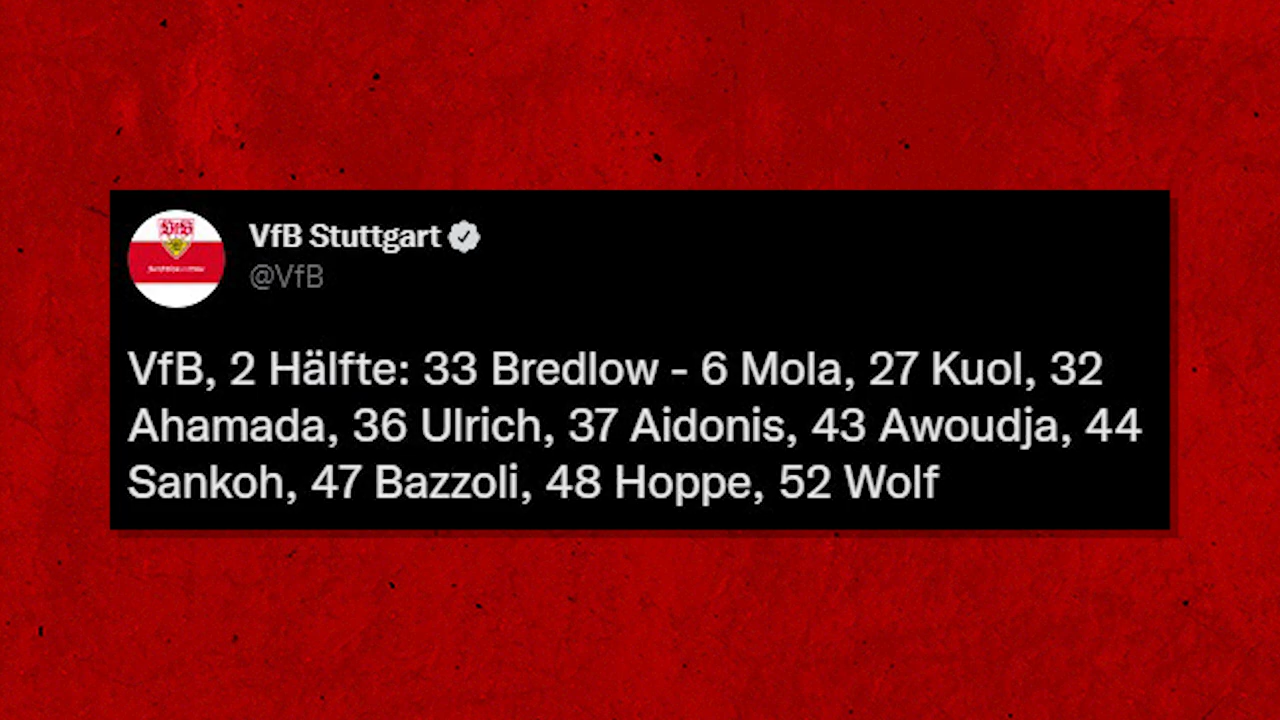 VfB Stuttgart
@VfB
VfB, 2 Hälfte: 33 Bredlow - 6 Mola, 27 Kuol, 32
Ahamada, 36 Ulrich, 37 Aidonis, 43 Awoudja, 44
Sankoh, 47 Bazzoli, 48 Hoppe, 52 Wolf